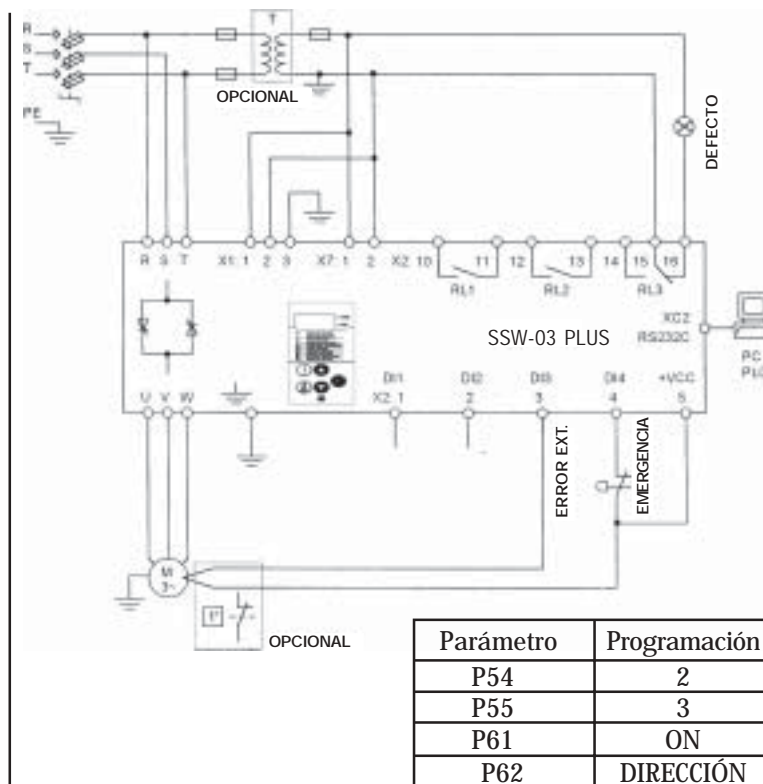 R
S
T
PE
T
OPCIONAL
DEFECTO
R S T X1: 1 2 3 X7: 1 2 X2 10 11 12 13 14 15 16
RL1 RL2 RL3
SSW-03 PLUS
XC2
RS232C
PC
DI1 DI2 DI3 DI4 +VCC
U V W X2: 1 2 3 4 5
ERROR EXT.
EMERGENCIA
M
3~
OPCIONAL
Parámetro Programación
P54 2
P55 3
P61 ON
P62 DIRECCIÓN